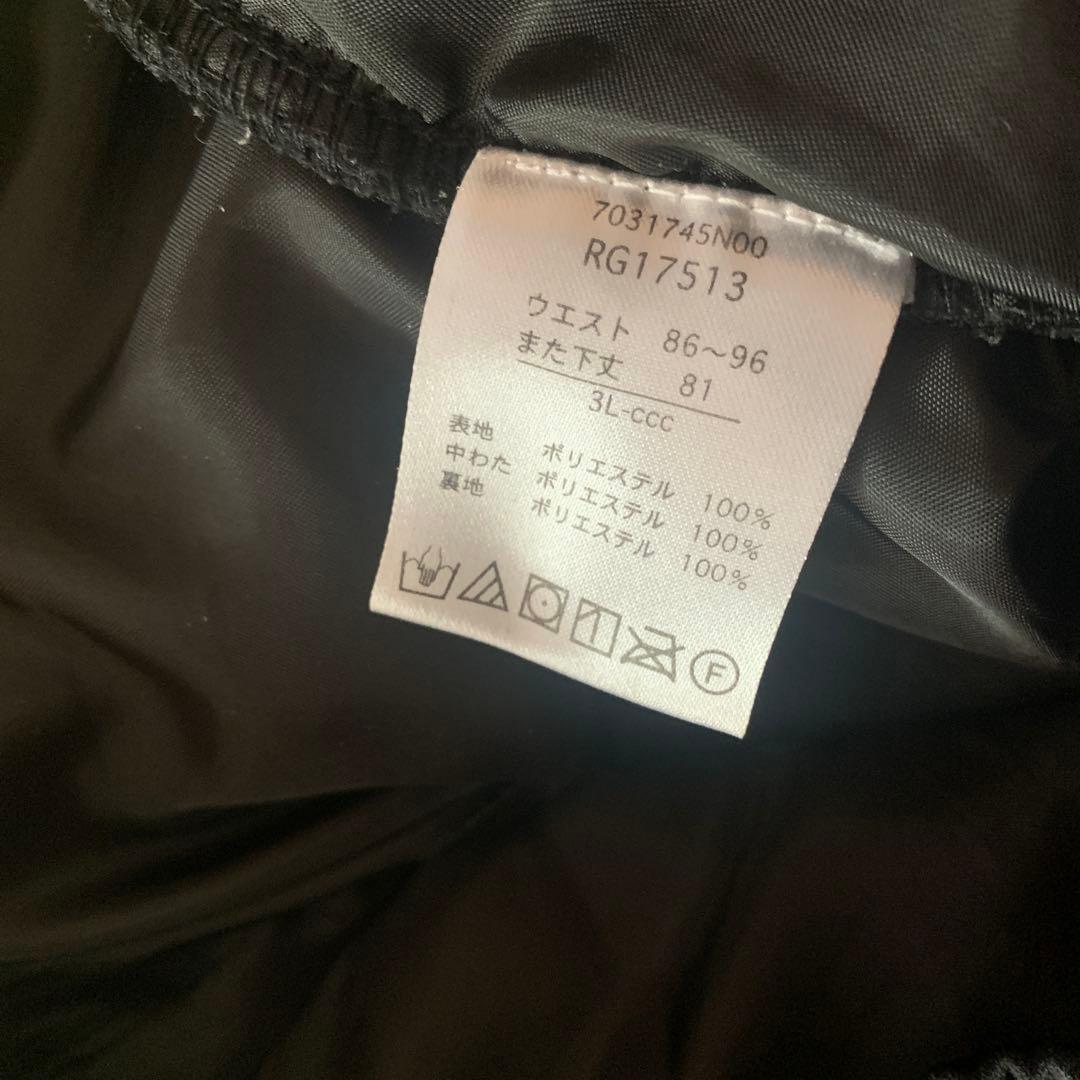 7031745N00
RG17513
ウエスト 86～96
また下丈 81
3L-ccc
表地 ポリエステル 100%
中わた ポリエステル 100%
裏地 ポリエステル 100%
F